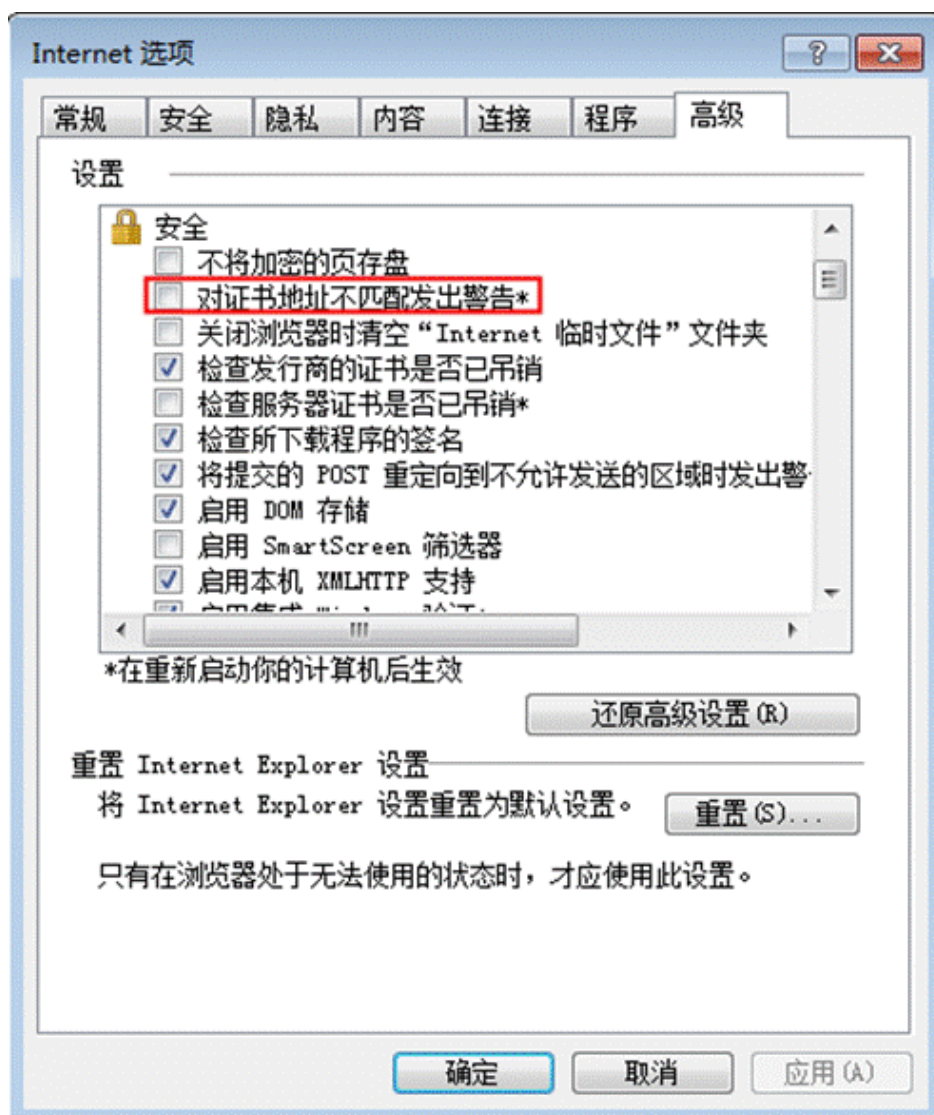 Internet 选项
常规 安全 隐私 内容 连接 程序 高级
设置
安全
不将加密的页存盘
对证书地址不匹配发出警告*
关闭浏览器时清空“Internet 临时文件”文件夹
检查发行商的证书是否已吊销
检查服务器证书是否已吊销*
检查所下载程序的签名
将提交的 POST 重定向到不允许发送的区域时发出警
启用 DOM 存储
启用 SmartScreen 筛选器
启用本机 XMLHTTP 支持
*在重新启动你的计算机后生效
还原高级设置(R)
重置 Internet Explorer 设置
将 Internet Explorer 设置重置为默认设置。
重置(S)...
只有在浏览器处于无法使用的状态时，才应使用此设置。
确定 取消 应用(A)